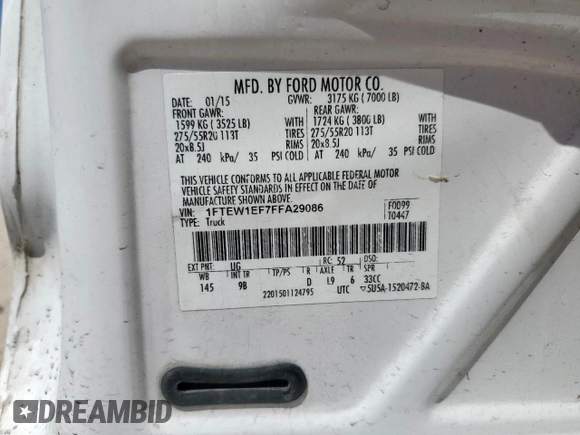 MFD. BY FORD MOTOR CO.
DATE: 01/15 GVWR: 3175 KG ( 7000 LB)
FRONT GAWR: REAR GAWR:
1599 KG ( 3525 LB) WITH 1724 KG ( 3800 LB) WITH
275/55R20 113T TIRES 275/55R20 113T TIRES
20x8.5J RIMS 20x8.5J RIMS
AT 240 kPa/ 35 PSI COLD AT 240 kPa/ 35 PSI COLD
THIS VEHICLE CONFORMS TO ALL APPLICABLE FEDERAL MOTOR
VEHICLE SAFETY STANDARDS IN EFFECT ON THE DATE OF
MANUFACTURE SHOWN ABOVE.
VIN: 1FTEW1EF7FFA29086 F0099
TYPE: Truck T0447
EXT PNT: UG RC: 52 DSO:
WB INT TR TP/PS R AXLE TR SPR
145 9B D L9 6 33CC
2201501124795 UTC ▽SU5A-1520472-BA
DREAMBID